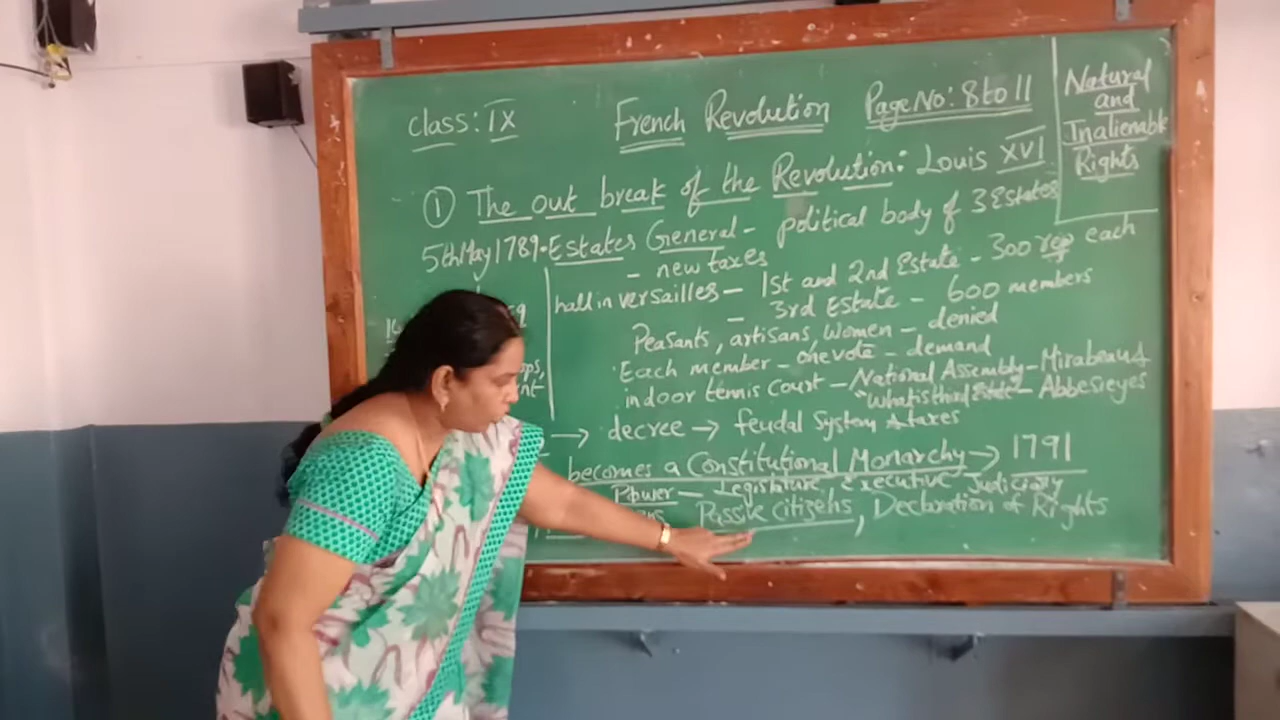 Class: IX
French Revolution
Page No: 8 to 11
Natural
and
Inalienable
Rights
① The out break of the Revolution: Louis XVI
5th May 1789. Estates General - political body of 3 Estates
- new taxes
hall in versailles - 1st and 2nd Estate - 300 rep each
- 3rd Estate - 600 members
Peasants, artisans, women - denied
Each member - one vote - demand
indoor tennis court - National Assembly - Mirabeau &
"What is third Estate - Abbesieyes
→ decree → feudal System & taxes
becomes a Constitutional Monarchy → 1791
Power - Legislature, executive Judiciary
Passive citizens, Declaration of Rights